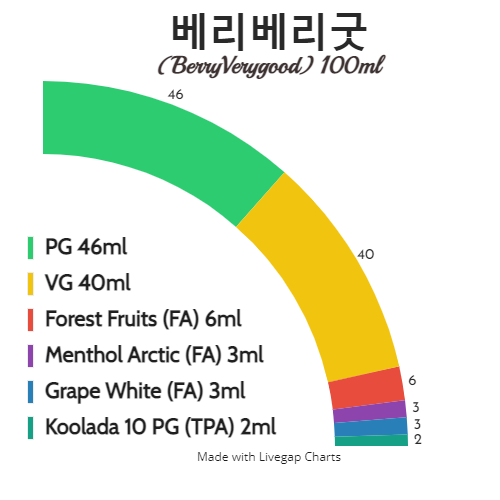 베리베리굿
(BerryVerygood) 100ml
46
40
6
3
3
2
PG 46ml
VG 40ml
Forest Fruits (FA) 6ml
Menthol Arctic (FA) 3ml
Grape White (FA) 3ml
Koolada 10 PG (TPA) 2ml
Made with Livegap Charts